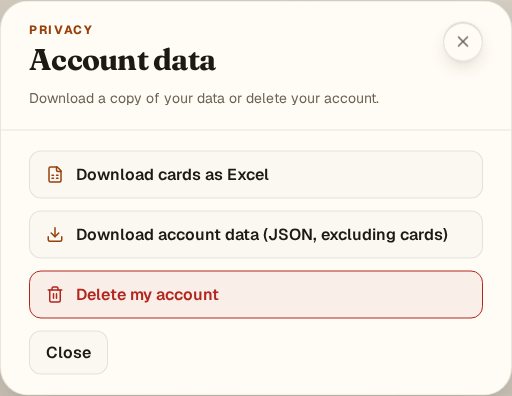 PRIVACY
Account data
Download a copy of your data or delete your account.
Download cards as Excel
Download account data (JSON, excluding cards)
Delete my account
Close